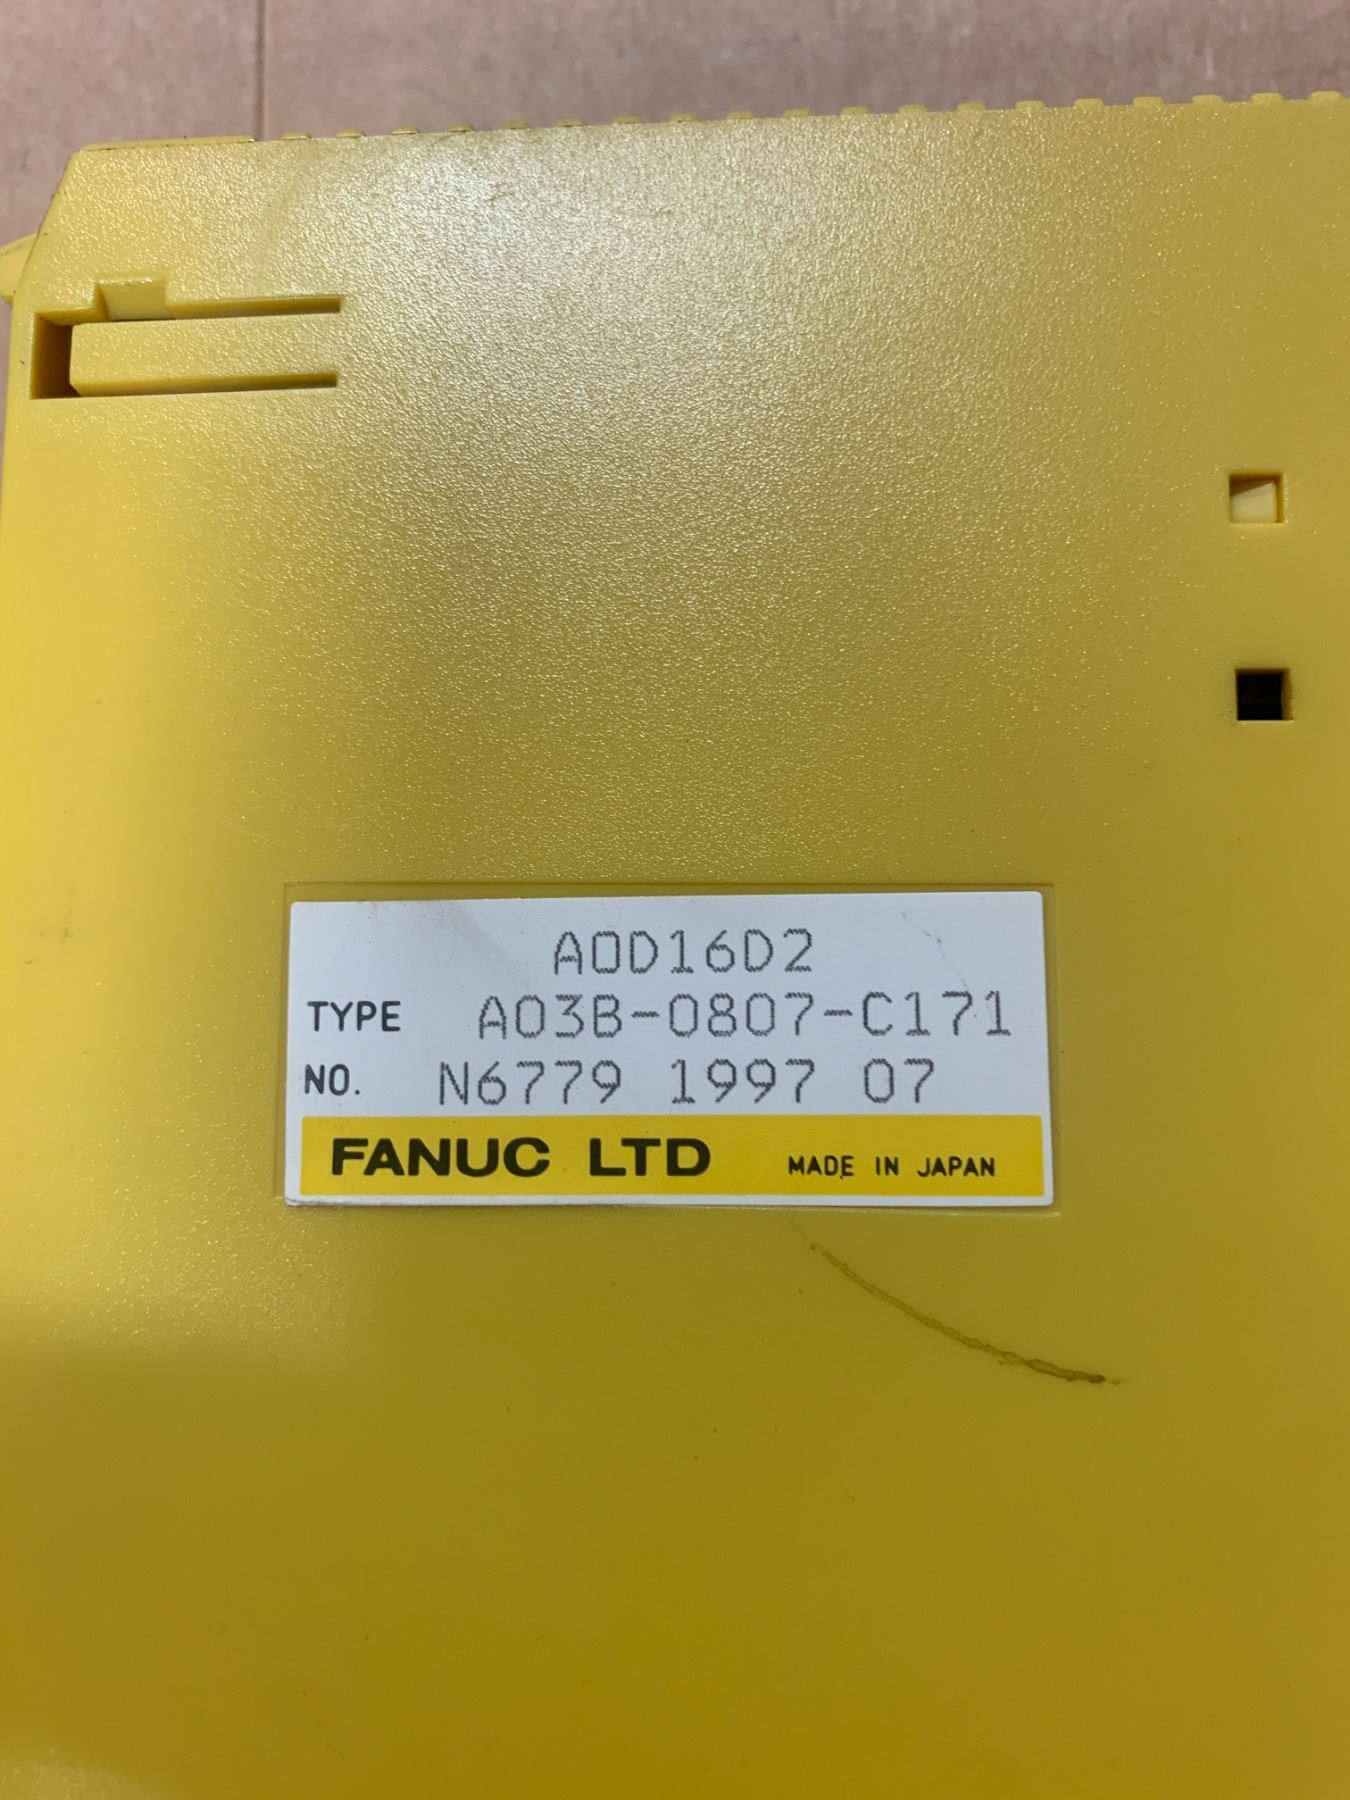 AOD16D2
TYPE A03B-0807-C171
NO. N6779 1997 07
FANUC LTD MADE IN JAPAN